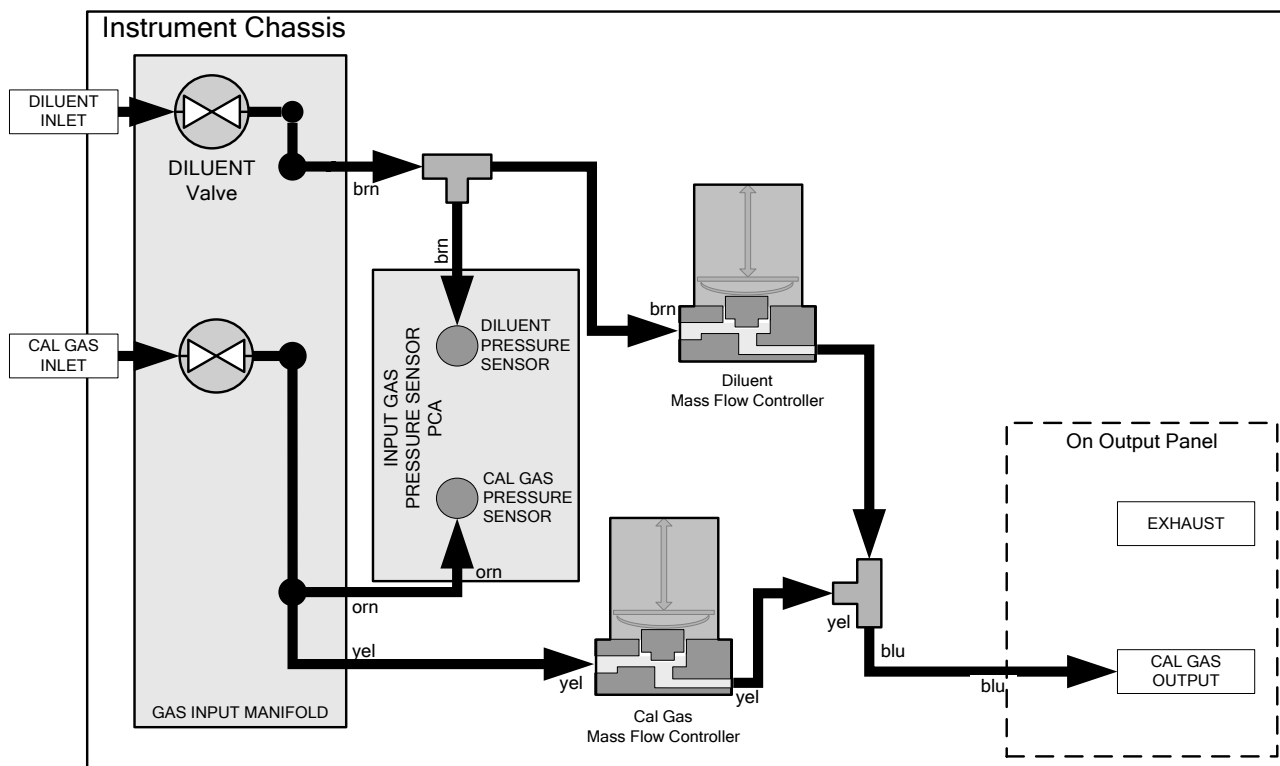 Instrument Chassis
DILUENT
INLET
DILUENT
Valve
brn
brn
brn
CAL GAS
INLET
INPUT GAS
PRESSURE SENSOR
PCA
DILUENT
PRESSURE
SENSOR
CAL GAS
PRESSURE
SENSOR
Diluent
Mass Flow Controller
On Output Panel
EXHAUST
orn
orn
yel
yel
yel
yel
blu
blu
CAL GAS
OUTPUT
GAS INPUT MANIFOLD
Cal Gas
Mass Flow Controller